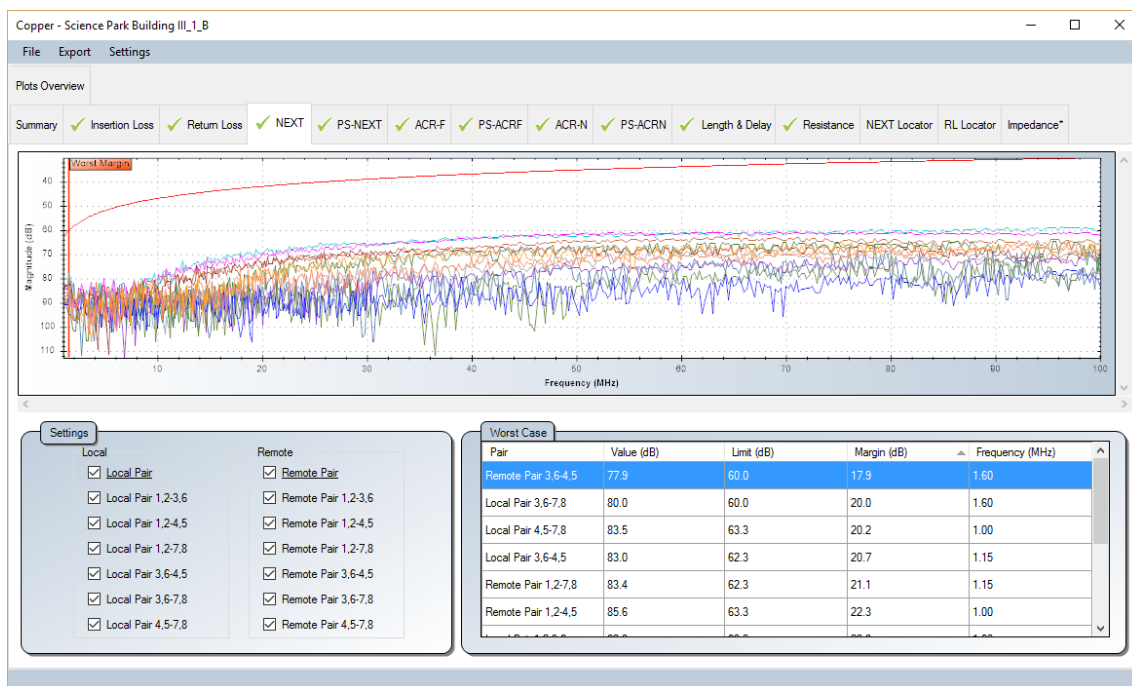 Copper - Science Park Building III_1_B
File Export Settings
Plots Overview
Summary Insertion Loss Return Loss NEXT PS-NEXT ACR-F PS-ACRF ACR-N PS-ACRN Length & Delay Resistance NEXT Locator RL Locator Impedance*
Worst Margin
Magnitude (dB)
40
50
60
70
80
90
100
110
10 20 30 40 50 60 70 80 90 100
Frequency (MHz)
Settings
Local Remote
Local Pair Remote Pair
Local Pair 1,2-3,6 Remote Pair 1,2-3,6
Local Pair 1,2-4,5 Remote Pair 1,2-4,5
Local Pair 1,2-7,8 Remote Pair 1,2-7,8
Local Pair 3,6-4,5 Remote Pair 3,6-4,5
Local Pair 3,6-7,8 Remote Pair 3,6-7,8
Local Pair 4,5-7,8 Remote Pair 4,5-7,8
Worst Case
Pair Value (dB) Limit (dB) Margin (dB) Frequency (MHz)
Remote Pair 3,6-4,5 77.9 60.0 17.9 1.60
Local Pair 3,6-7,8 80.0 60.0 20.0 1.60
Local Pair 4,5-7,8 83.5 63.3 20.2 1.00
Local Pair 3,6-4,5 83.0 62.3 20.7 1.15
Remote Pair 1,2-7,8 83.4 62.3 21.1 1.15
Remote Pair 1,2-4,5 85.6 63.3 22.3 1.00